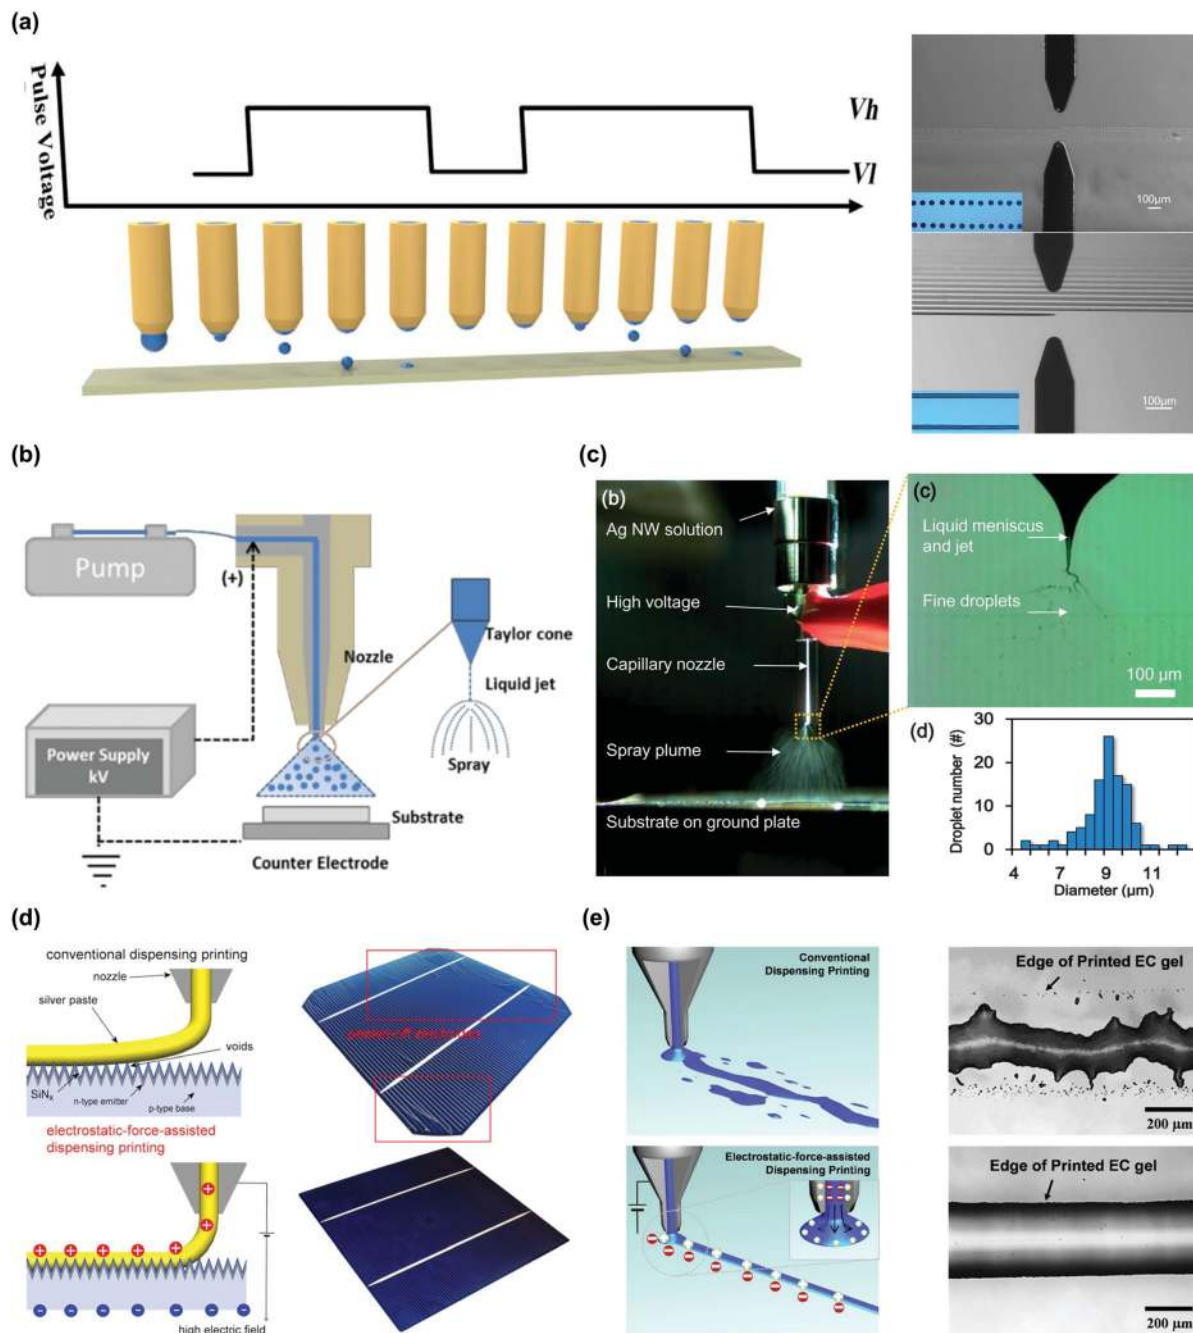 (a)
Pulse Voltage
Vh
Vl
100µm
100µm
(b)
Pump
(+)
Nozzle
Taylor cone
Liquid jet
Spray
Power Supply
kV
Substrate
Counter Electrode
(c)
(b)
Ag NW solution
High voltage
Capillary nozzle
Spray plume
Substrate on ground plate
(c)
Liquid meniscus
and jet
Fine droplets
100 µm
(d)
Droplet number (#)
30
20
10
0
4
9
11
Diameter (µm)
(d)
conventional dispensing printing
nozzle
silver paste
voids
SiNx
n-type emitter
p-type base
electrostatic-force-assisted
dispensing printing
high electric field
(e)
Conventional
Dispensing Printing
Edge of Printed EC gel
200 µm
Electrostatic-force-assisted
Dispensing Printing
Edge of Printed EC gel
200 µm